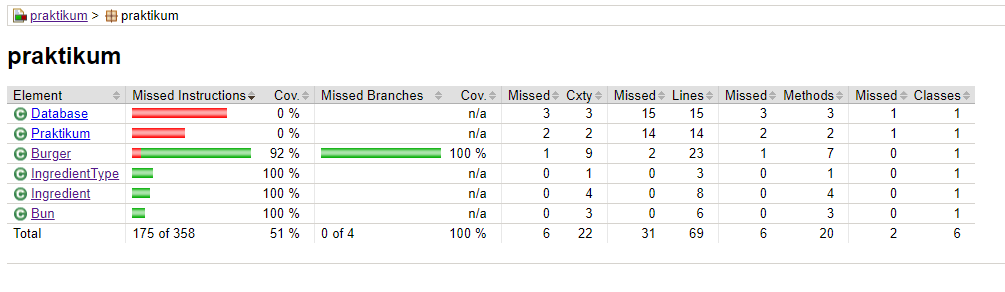 praktikum > praktikum
praktikum
Element Missed Instructions Cov. Missed Branches Cov. Missed Cxty Missed Lines Missed Methods Missed Classes
Database 0 % n/a 3 3 15 15 3 3 1 1
Praktikum 0 % n/a 2 2 14 14 2 2 1 1
Burger 92 % 100 % 1 9 2 23 1 7 0 1
IngredientType 100 % n/a 0 1 0 3 0 1 0 1
Ingredient 100 % n/a 0 4 0 8 0 4 0 1
Bun 100 % n/a 0 3 0 6 0 3 0 1
Total 175 of 358 51 % 0 of 4 100 % 6 22 31 69 6 20 2 6